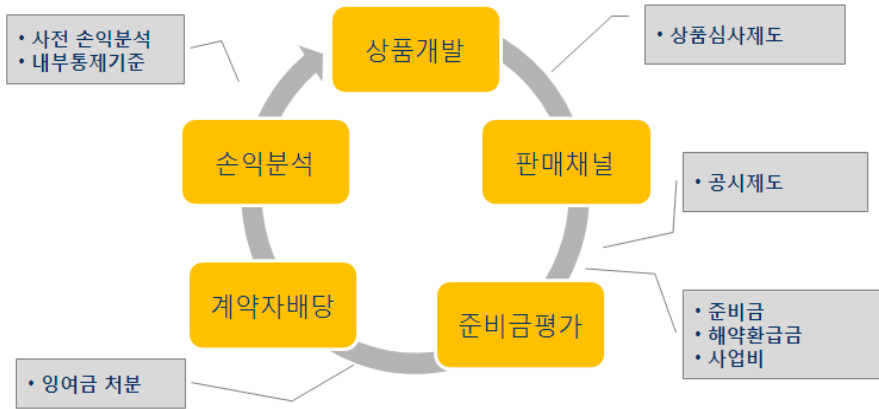 • 사전 손익분석
• 내부통제기준
상품개발
• 상품심사제도
손익분석
판매채널
• 공시제도
계약자배당
준비금평가
• 준비금
• 해약환급금
• 사업비
• 잉여금 처분